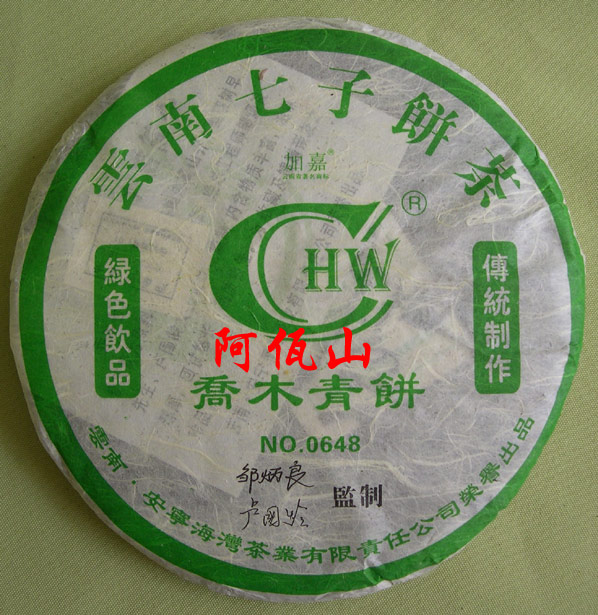 雲南七子餅茶
加嘉®
CHW®
綠色飲品
傳統制作
阿佤山
喬木青餅
NO.0648
邹炳良
卢国岭
監制
雲南·安寧海灣茶業有限責任公司榮譽出品